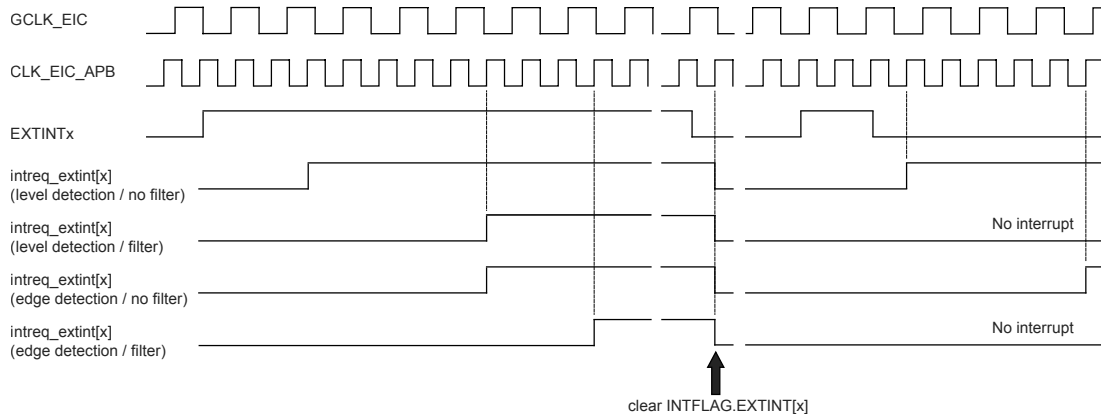 GCLK_EIC
CLK_EIC_APB
EXTINTx
intreq_extint[x]
(level detection / no filter)
intreq_extint[x]
(level detection / filter)
No interrupt
intreq_extint[x]
(edge detection / no filter)
intreq_extint[x]
(edge detection / filter)
No interrupt
clear INTFLAG.EXTINT[x]